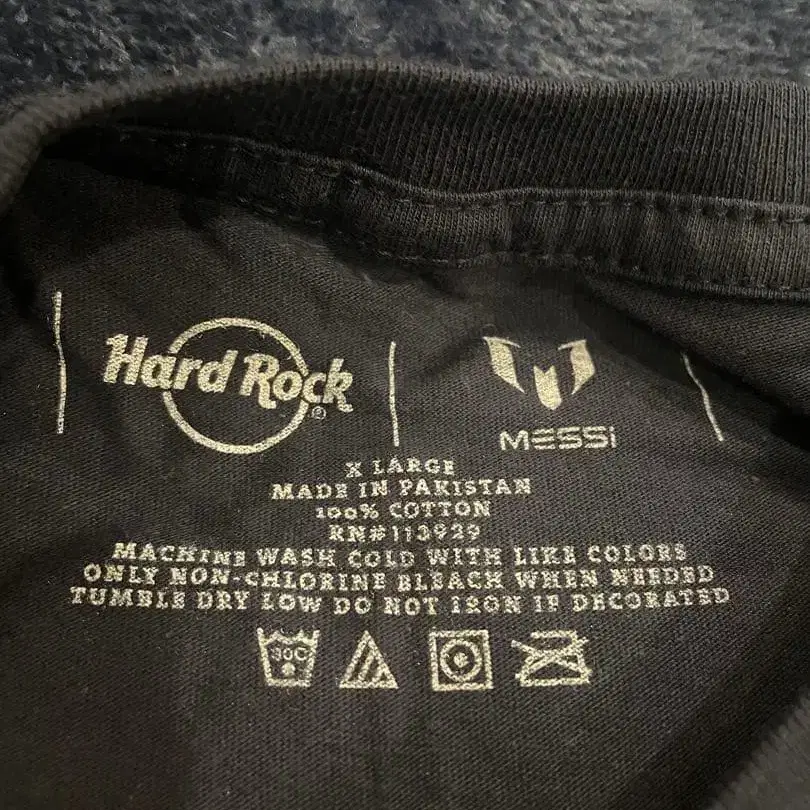 Hard Rock®
MESSi
X LARGE
MADE IN PAKISTAN
100% COTTON
RN#113929
MACHINE WASH COLD WITH LIKE COLORS
ONLY NON-CHLORINE BLEACH WHEN NEEDED
TUMBLE DRY LOW DO NOT IRON IF DECORATED
30C